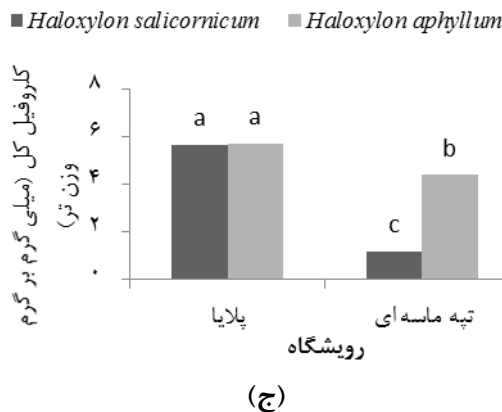 Haloxylon salicornicum Haloxylon aphyllum
کلروفیل کل (میلی گرم بر گرم
وزن تر)
۸
۶
۴
۲
۰
a a
c b
پلایا تپه ماسه ای
رویشگاه
(ج)